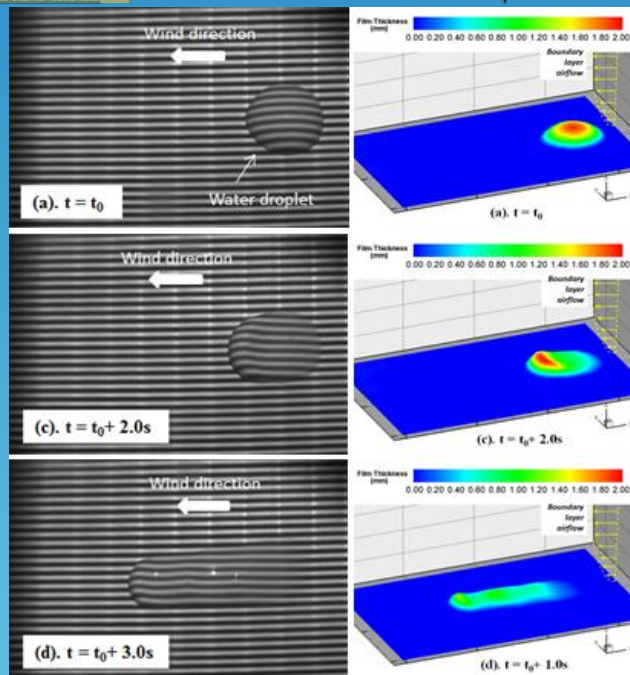 Wind direction
Water droplet
(a). t = t₀
Film Thickness
(mm)
0.00 0.20 0.40 0.60 0.80 1.00 1.20 1.40 1.60 1.80 2.00
Boundary
layer
airflow
(a). t = t₀
Wind direction
(c). t = t₀+ 2.0s
Film Thickness
(mm)
0.00 0.20 0.40 0.60 0.80 1.00 1.20 1.40 1.60 1.80 2.00
Boundary
layer
airflow
(c). t = t₀+ 2.0s
Wind direction
(d). t = t₀+ 3.0s
Film Thickness
(mm)
0.00 0.20 0.40 0.60 0.80 1.00 1.20 1.40 1.60 1.80 2.00
Boundary
layer
airflow
(d). t = t₀+ 1.0s